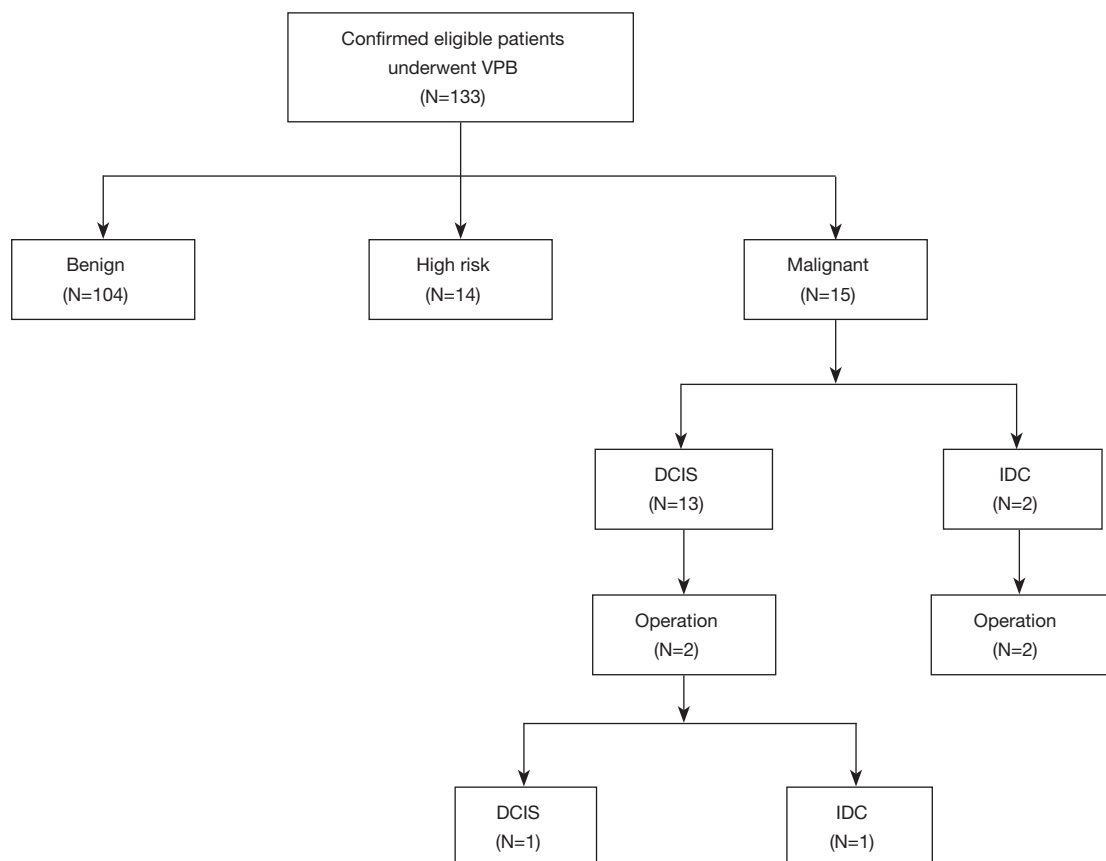 Confirmed eligible patients
underwent VPB
(N=133)
Benign
(N=104)
High risk
(N=14)
Malignant
(N=15)
DCIS
(N=13)
IDC
(N=2)
Operation
(N=2)
Operation
(N=2)
DCIS
(N=1)
IDC
(N=1)